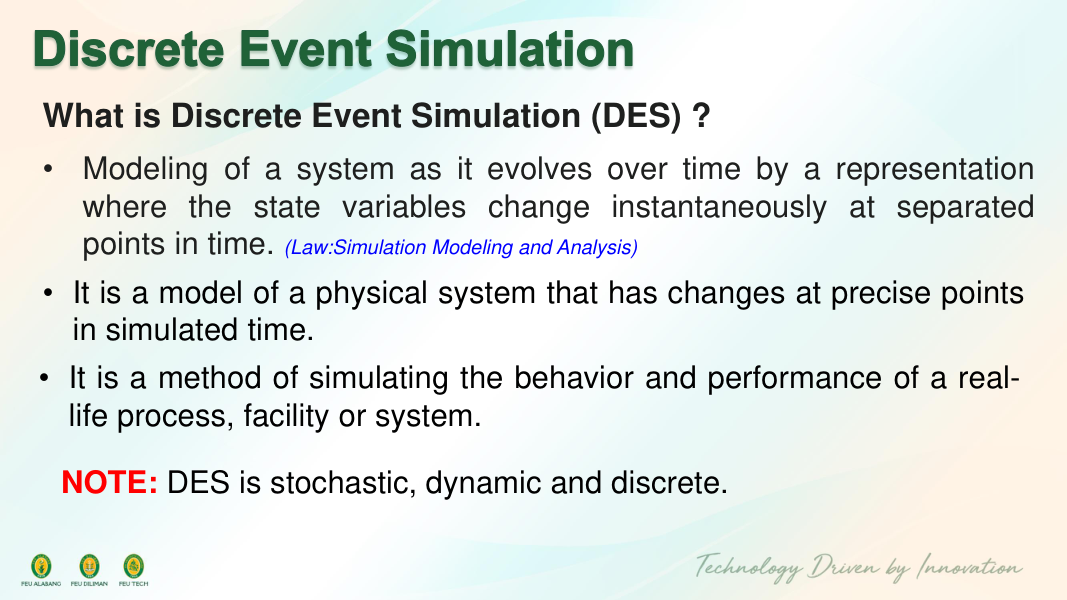 Discrete Event Simulation
What is Discrete Event Simulation (DES) ?
• Modeling of a system as it evolves over time by a representation
where the state variables change instantaneously at separated
points in time. (Law:Simulation Modeling and Analysis)
• It is a model of a physical system that has changes at precise points
in simulated time.
• It is a method of simulating the behavior and performance of a real-
life process, facility or system.
NOTE: DES is stochastic, dynamic and discrete.
FEU ALABANG FEU DILIMAN FEU TECH
Technology Driven by Innovation